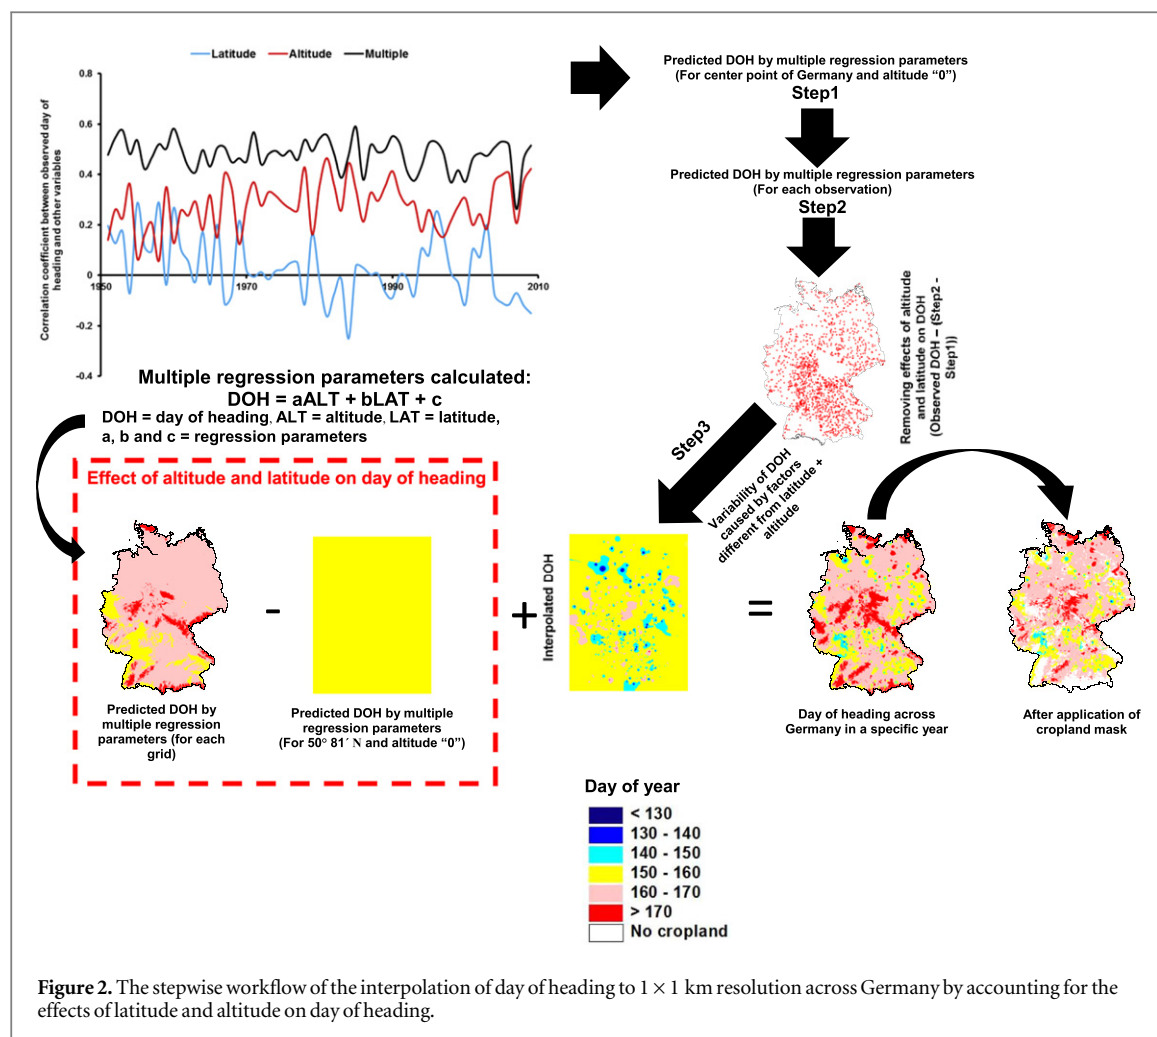 Latitude Altitude Multiple
Correlation coefficient between observed day of
heading and other variables
0.8
0.6
0.4
0.2
0
-0.2
-0.4
1950
1970
1990
2010
Predicted DOH by multiple regression parameters
(For center point of Germany and altitude “0”)
Step1
Predicted DOH by multiple regression parameters
(For each observation)
Step2
Removing effects of altitude
and latitude on DOH
(Observed DOH – (Step2 -
Step1))
Multiple regression parameters calculated:
DOH = aALT + bLAT + c
DOH = day of heading, ALT = altitude, LAT = latitude,
a, b and c = regression parameters
Step3
Variability of DOH
caused by factors
different from latitude +
altitude
Effect of altitude and latitude on day of heading
-
+
Interpolated DOH
=
Predicted DOH by
multiple regression
parameters (for each
grid)
Predicted DOH by multiple
regression parameters
(For 50° 81´ N and altitude “0”)
Day of heading across
Germany in a specific year
After application of
cropland mask
Day of year
< 130
130 - 140
140 - 150
150 - 160
160 - 170
> 170
No cropland
Figure 2. The stepwise workflow of the interpolation of day of heading to 1 × 1 km resolution across Germany by accounting for the
effects of latitude and altitude on day of heading.